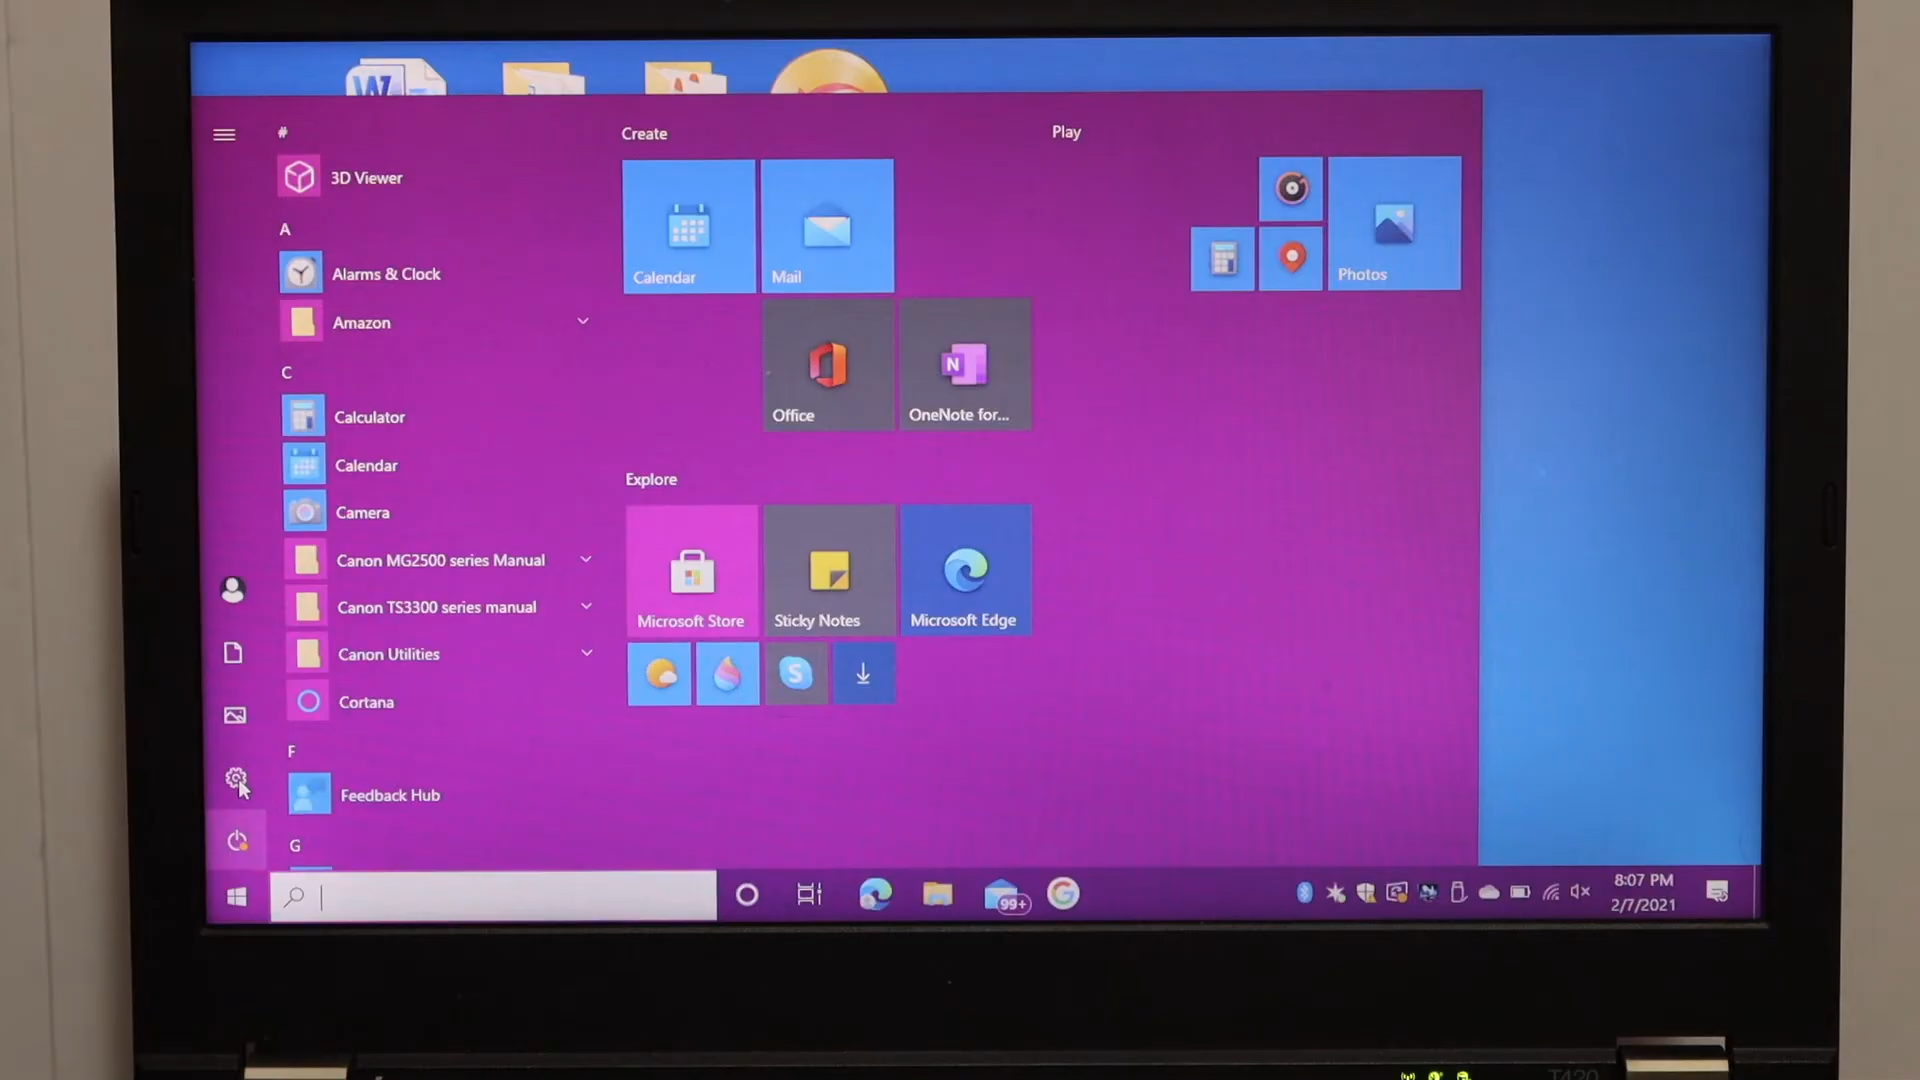 W
#
3D Viewer
A
Alarms & Clock
Amazon
C
Calculator
Calendar
Camera
Canon MG2500 series Manual
Canon TS3300 series manual
Canon Utilities
Cortana
F
Feedback Hub
G
Create
Calendar
Mail
Office
N
OneNote for...
Explore
Microsoft Store
Sticky Notes
Microsoft Edge
S
Play
Photos
99+
G
8:07 PM
2/7/2021
T430